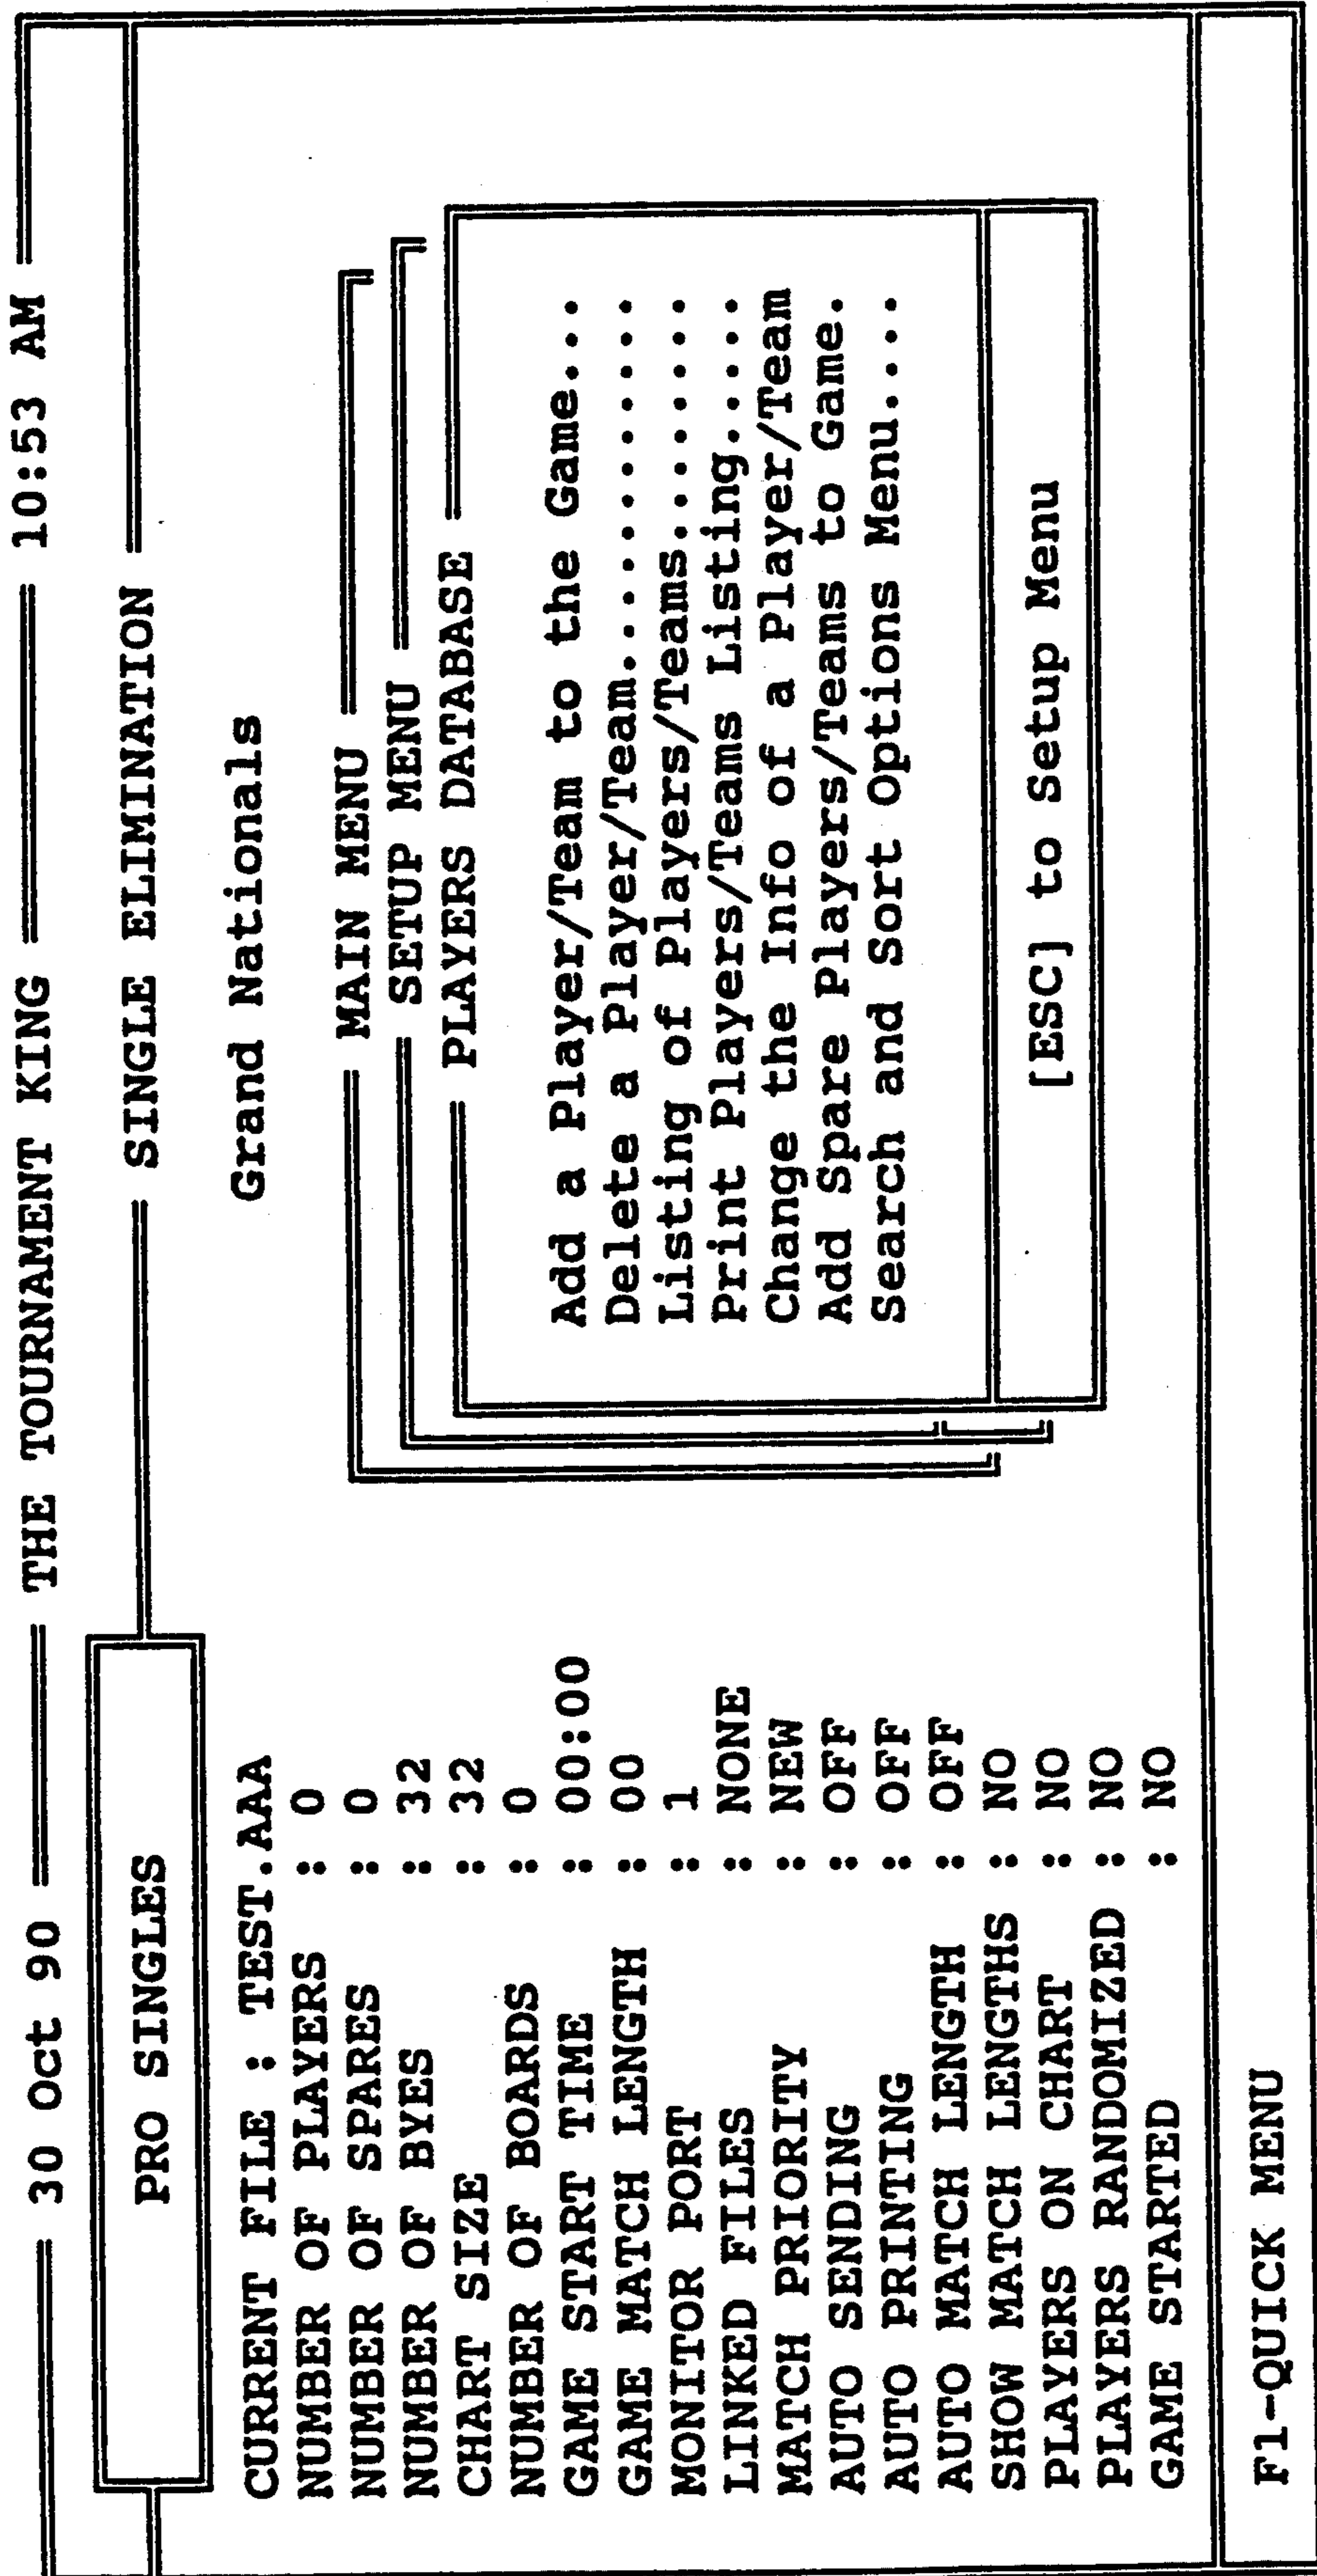 30 Oct 90 THE TOURNAMENT KING 10:53 AM
PRO SINGLES
SINGLE ELIMINATION
Grand Nationals
CURRENT FILE : TEST.AAA
NUMBER OF PLAYERS : 0
NUMBER OF SPARES : 0
NUMBER OF BYES : 32
CHART SIZE : 32
NUMBER OF BOARDS : 0
GAME START TIME : 00:00
GAME MATCH LENGTH : 00
MONITOR PORT : 1
LINKED FILES : NONE
MATCH PRIORITY : NEW
AUTO SENDING : OFF
AUTO PRINTING : OFF
AUTO MATCH LENGTH : OFF
SHOW MATCH LENGTHS : NO
PLAYERS ON CHART : NO
PLAYERS RANDOMIZED : NO
GAME STARTED : NO
MAIN MENU
SETUP MENU
PLAYERS DATABASE
Add a Player/Team to the Game...
Delete a Player/Team............
Listing of Players/Teams........
Print Players/Teams Listing.....
Change the Info of a Player/Team
Add Spare Players/Teams to Game.
Search and Sort Options Menu....
[ESC] to Setup Menu
F1-QUICK MENU